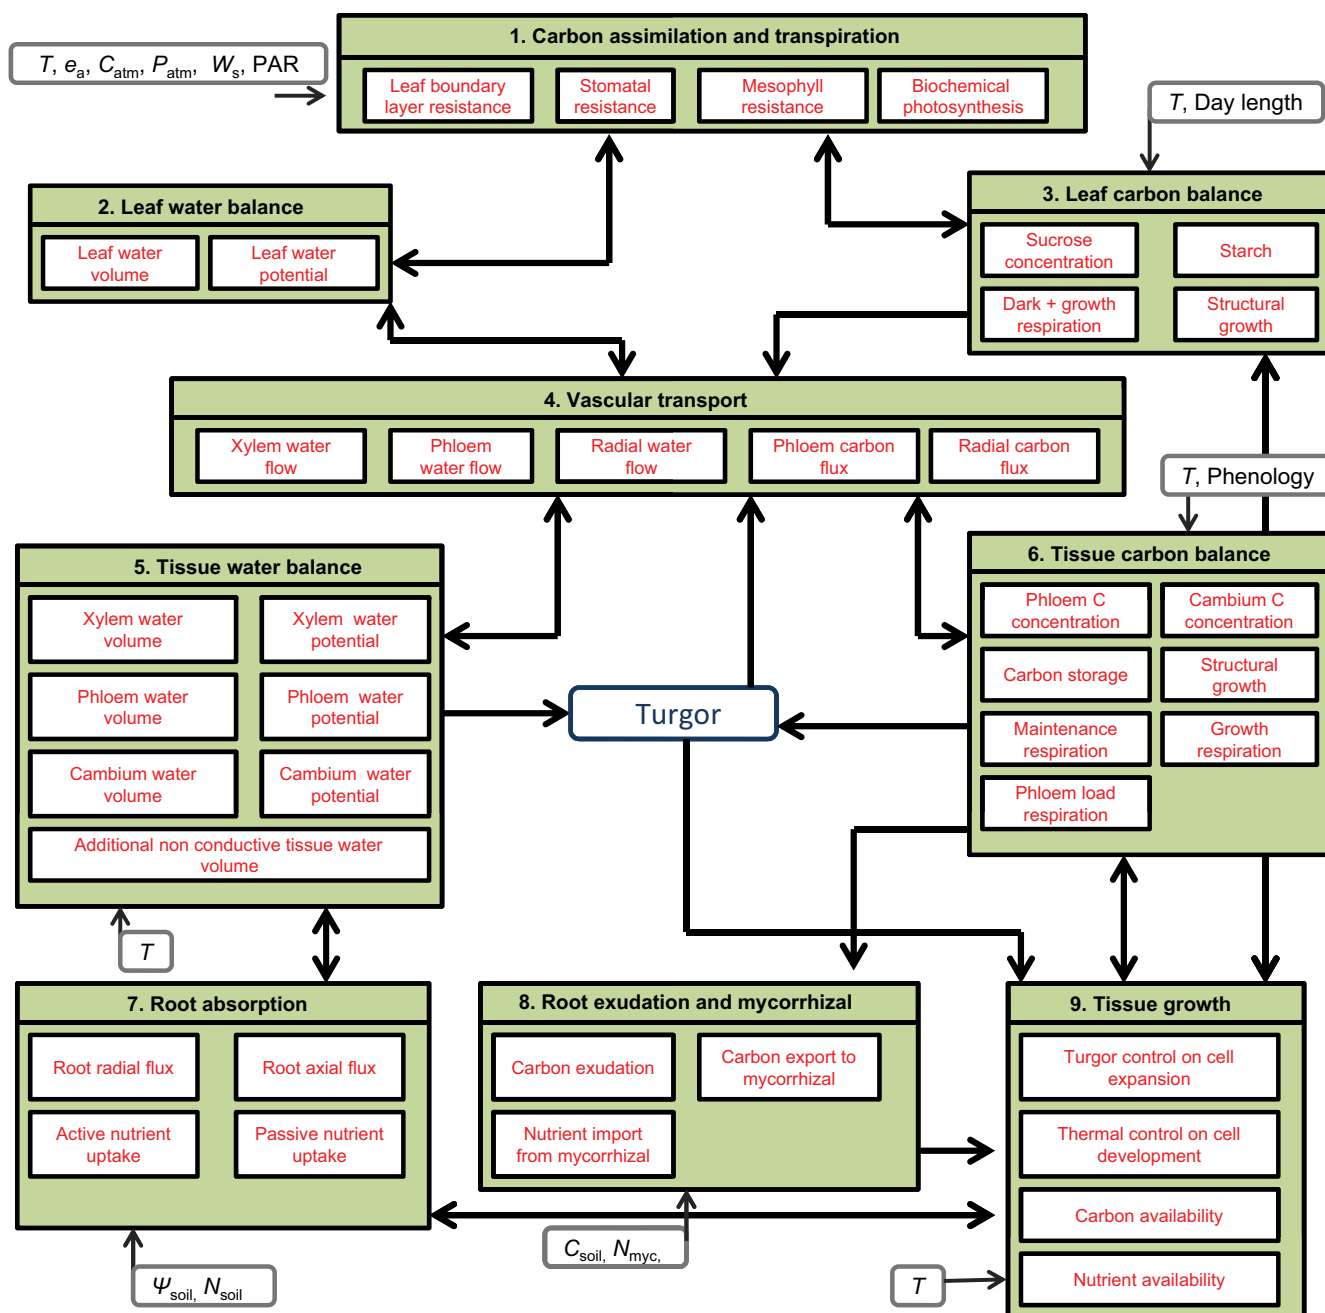 1. Carbon assimilation and transpiration
T, eₐ, Cₐₜₘ, Pₐₜₘ, Wₛ, PAR
Leaf boundary
layer resistance
Stomatal
resistance
Mesophyll
resistance
Biochemical
photosynthesis
T, Day length
2. Leaf water balance
Leaf water
volume
Leaf water
potential
3. Leaf carbon balance
Sucrose
concentration
Starch
Dark + growth
respiration
Structural
growth
4. Vascular transport
Xylem water
flow
Phloem
water flow
Radial water
flow
Phloem carbon
flux
Radial carbon
flux
T, Phenology
5. Tissue water balance
Xylem water
volume
Xylem water
potential
Phloem water
volume
Phloem water
potential
Cambium water
volume
Cambium water
potential
Additional non conductive tissue water
volume
T
Turgor
6. Tissue carbon balance
Phloem C
concentration
Cambium C
concentration
Carbon storage
Structural
growth
Maintenance
respiration
Growth
respiration
Phloem load
respiration
7. Root absorption
Root radial flux
Root axial flux
Active nutrient
uptake
Passive nutrient
uptake
Ψsoil, Nsoil
8. Root exudation and mycorrhizal
Carbon exudation
Carbon export to
mycorrhizal
Nutrient import
from mycorrhizal
Csoil, Nmyc,
9. Tissue growth
Turgor control on cell
expansion
Thermal control on cell
development
Carbon availability
Nutrient availability
T